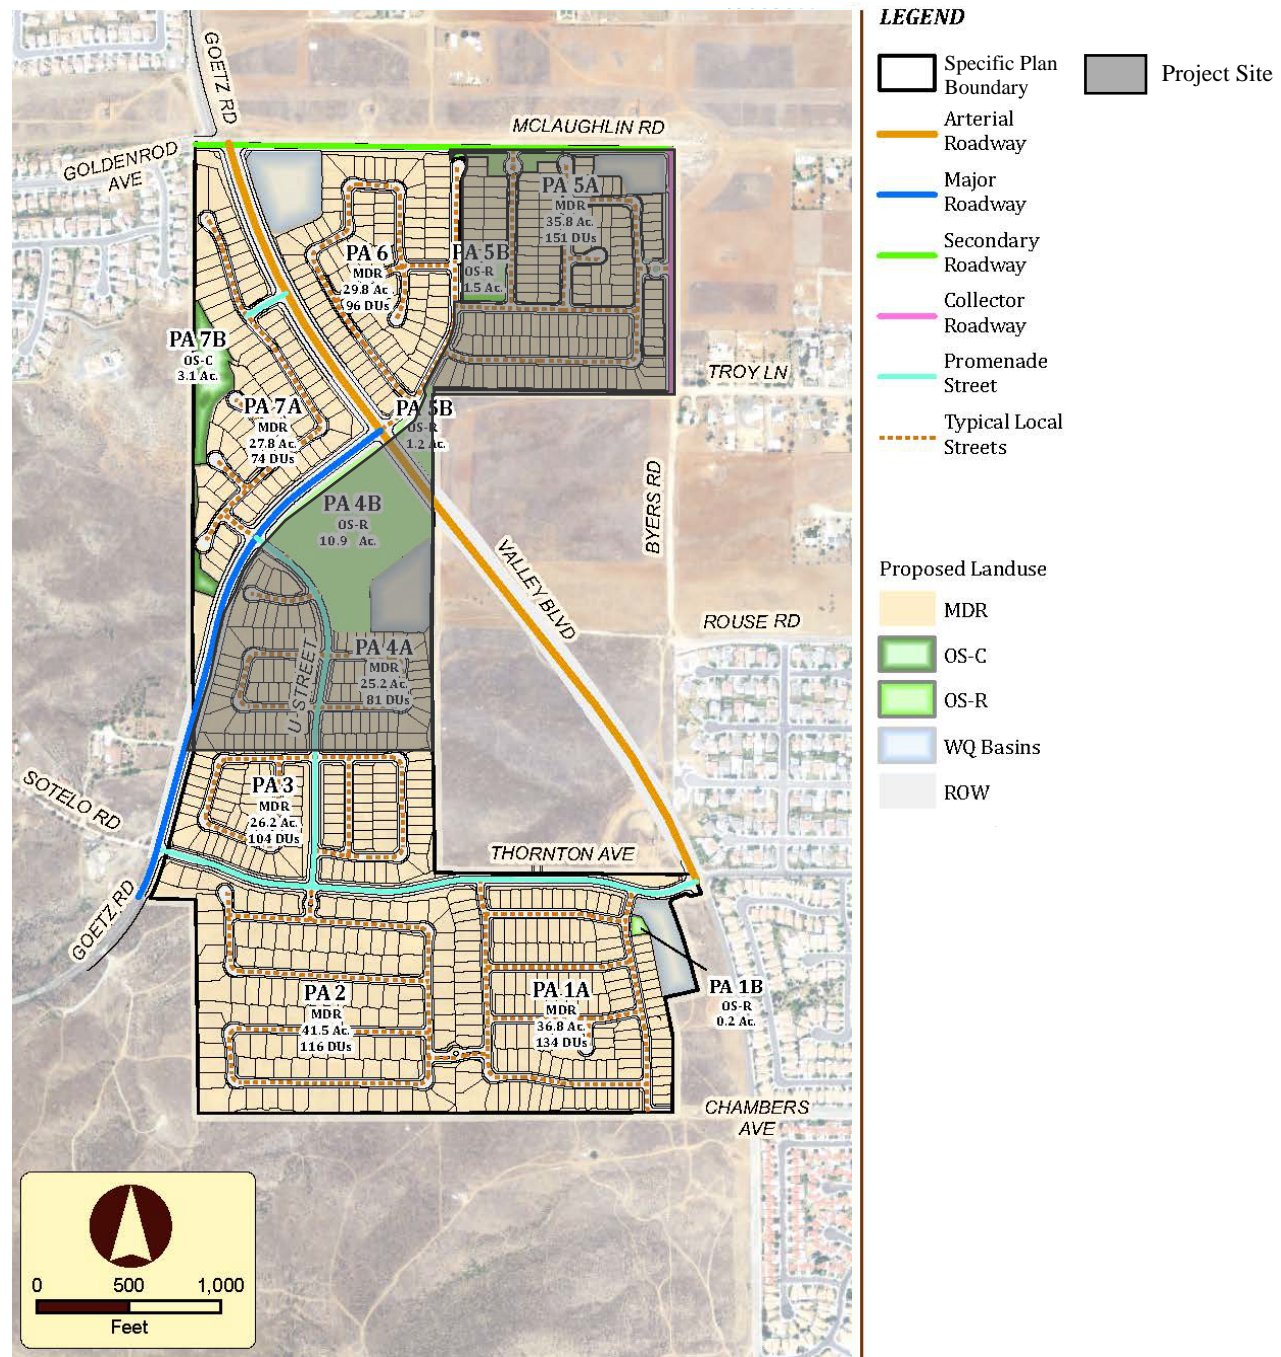 GOETZ RD
MCLAUGHLIN RD
GOLDENROD
AVE
PA 5A
MDR
35.8 Ac.
151 DUs
PA 6
MDR
29.8 Ac.
96 DUs
PA 5B
OS-R
1.5 Ac.
PA 7B
OS-C
3.1 Ac.
TROY LN
PA 7A
MDR
27.8 Ac.
74 DUs
PA 5B
OS-R
1.2 Ac.
PA 4B
OS-R
10.9 Ac.
BYERS RD
VALLEY BLVD
ROUSE RD
U STREET
PA 4A
MDR
25.2 Ac.
81 DUs
PA 3
MDR
26.2 Ac.
104 DUs
SOTELO RD
THORNTON AVE
GOETZ RD
PA 2
MDR
41.5 Ac.
116 DUs
PA 1A
MDR
36.8 Ac.
134 DUs
PA 1B
OS-R
0.2 Ac.
CHAMBERS
AVE
0 500 1,000
Feet
LEGEND
Specific Plan
Boundary
Project Site
Arterial
Roadway
Major
Roadway
Secondary
Roadway
Collector
Roadway
Promenade
Street
Typical Local
Streets
Proposed Landuse
MDR
OS-C
OS-R
WQ Basins
ROW